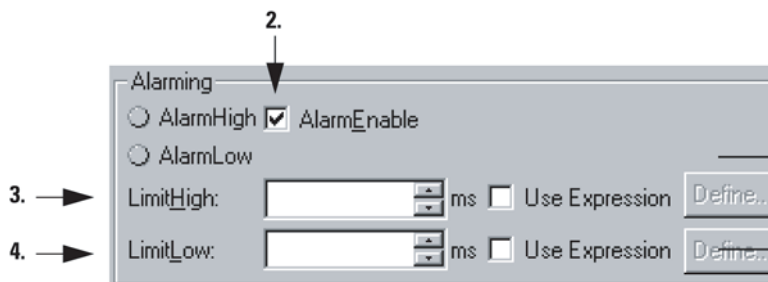 2.
Alarming
AlarmHigh AlarmEnable
AlarmLow
3. LimitHigh: ms Use Expression Define...
4. LimitLow: ms Use Expression Define...